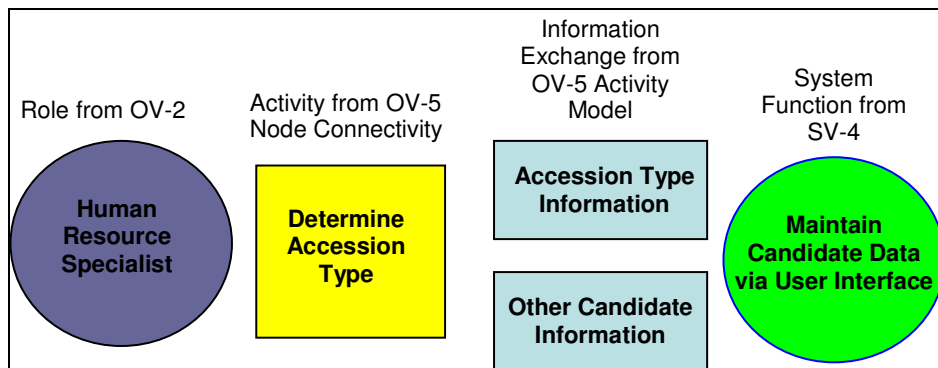 Role from OV-2
Human
Resource
Specialist
Activity from OV-5
Node Connectivity
Determine
Accession
Type
Information
Exchange from
OV-5 Activity
Model
Accession Type
Information
Other Candidate
Information
System
Function from
SV-4
Maintain
Candidate Data
via User Interface